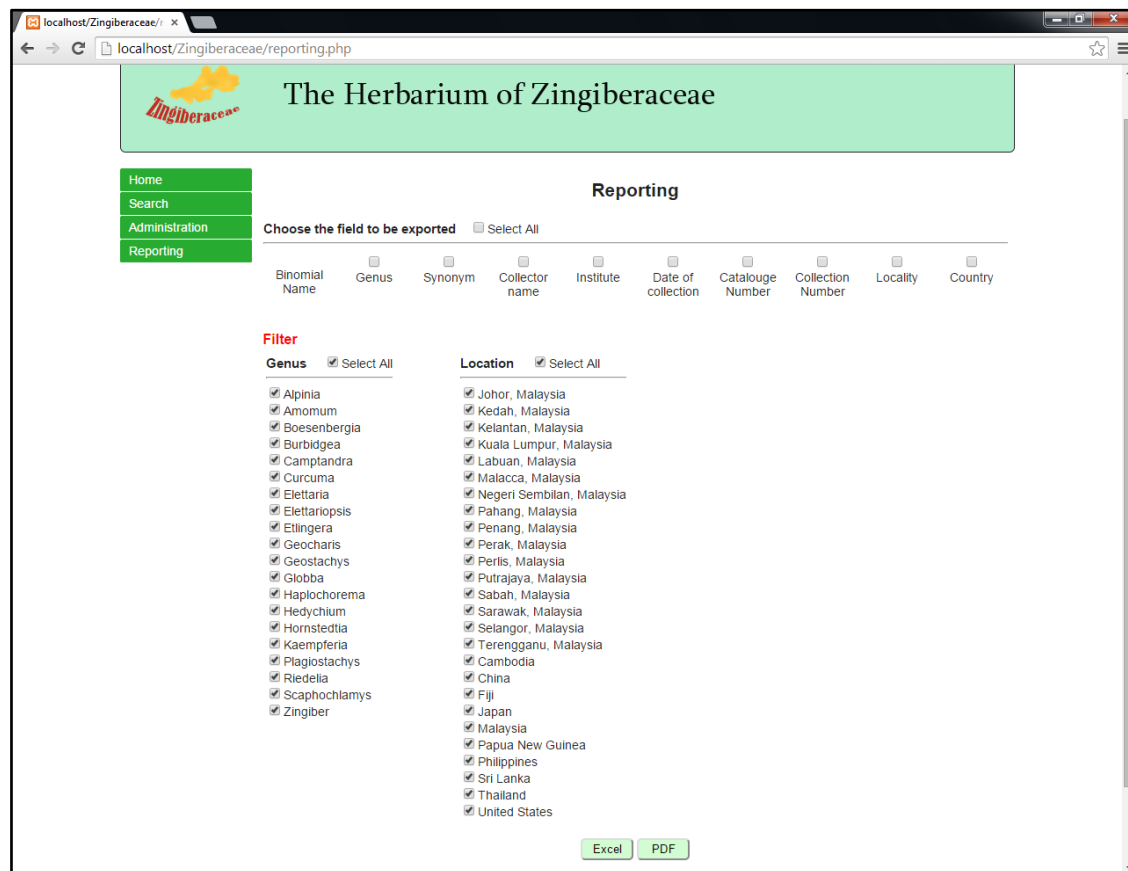 localhost/Zingiberaceae/r
localhost/Zingiberaceae/reporting.php
Zingiberaceae
The Herbarium of Zingiberaceae
Home
Search
Administration
Reporting
Reporting
Choose the field to be exported Select All
Binomial Name Genus Synonym Collector name Institute Date of collection Catalouge Number Collection Number Locality Country
Filter
Genus Select All
Alpinia
Amomum
Boesenbergia
Burbidgea
Camptandra
Curcuma
Elettaria
Elettariopsis
Etlingera
Geocharis
Geostachys
Globba
Haplochorema
Hedychium
Hornstedtia
Kaempferia
Plagiostachys
Riedelia
Scaphochlamys
Zingiber
Location Select All
Johor, Malaysia
Kedah, Malaysia
Kelantan, Malaysia
Kuala Lumpur, Malaysia
Labuan, Malaysia
Malacca, Malaysia
Negeri Sembilan, Malaysia
Pahang, Malaysia
Penang, Malaysia
Perak, Malaysia
Perlis, Malaysia
Putrajaya, Malaysia
Sabah, Malaysia
Sarawak, Malaysia
Selangor, Malaysia
Terengganu, Malaysia
Cambodia
China
Fiji
Japan
Malaysia
Papua New Guinea
Philippines
Sri Lanka
Thailand
United States
Excel PDF